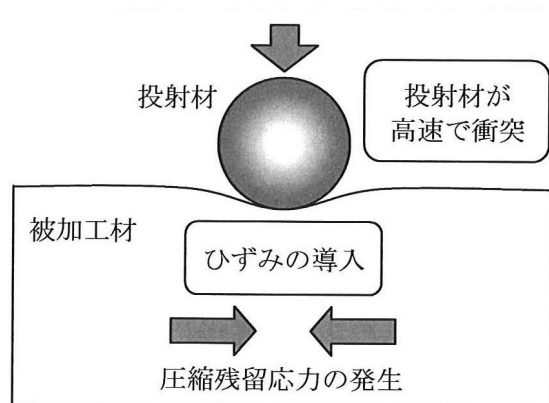 投射材
投射材が
高速で衝突
被加工材
ひずみの導入
圧縮残留応力の発生